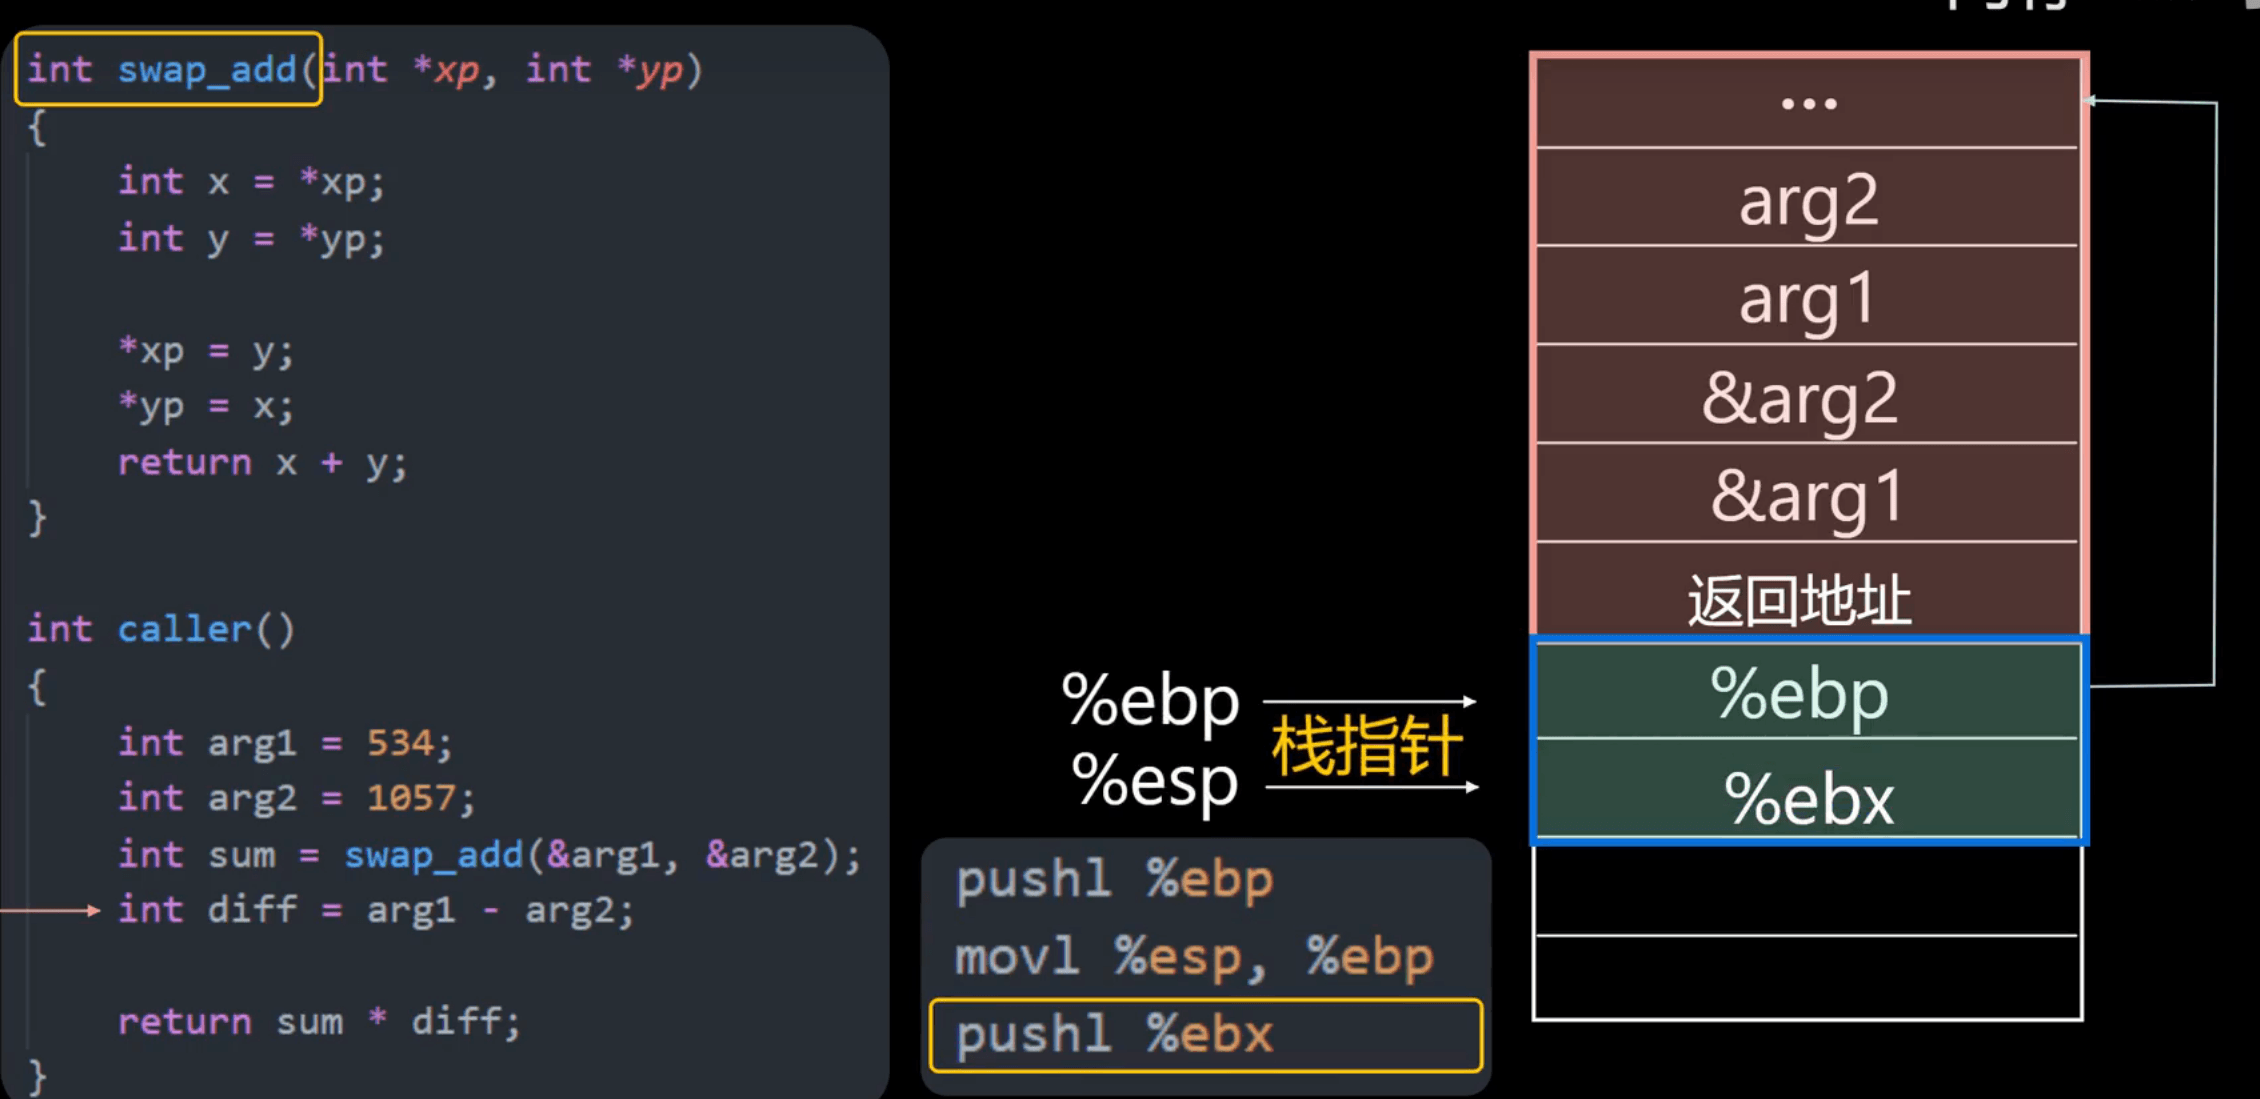 int swap_add(int *xp, int *yp)
{
int x = *xp;
int y = *yp;
*xp = y;
*yp = x;
return x + y;
}
int caller()
{
int arg1 = 534;
int arg2 = 1057;
int sum = swap_add(&arg1, &arg2);
int diff = arg1 - arg2;
return sum * diff;
}
%ebp
栈指针
%esp
pushl %ebp
movl %esp, %ebp
pushl %ebx
...
arg2
arg1
&arg2
&arg1
返回地址
%ebp
%ebx